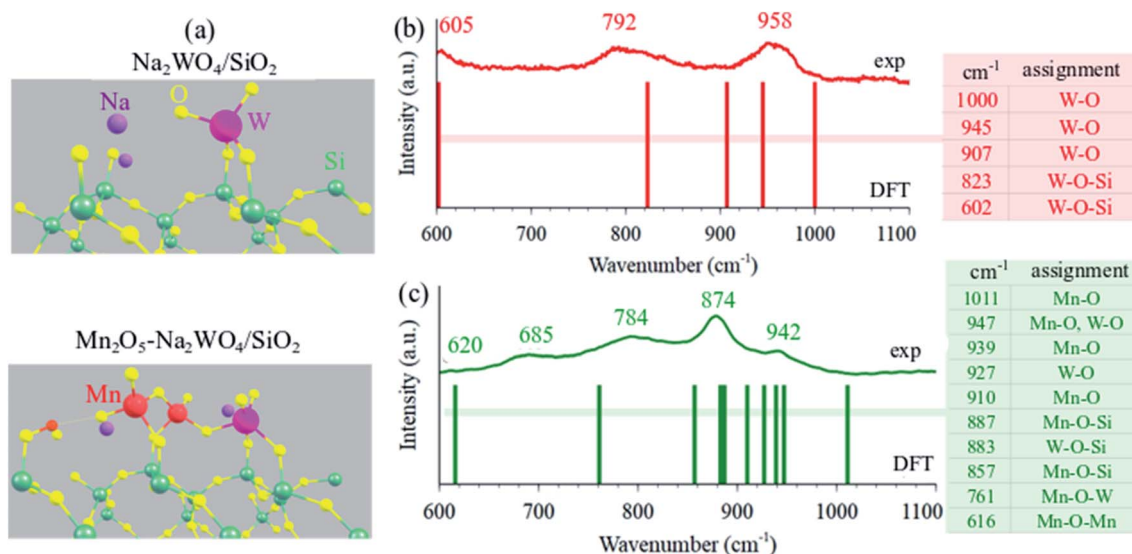 (a)
Na₂WO₄/SiO₂
Na
O
W
Si
Mn₂O₅-Na₂WO₄/SiO₂
Mn
(b)
605
792
958
exp
DFT
Intensity (a.u.)
600 700 800 900 1000 1100
Wavenumber (cm⁻¹)
cm⁻¹ assignment
1000 W-O
945 W-O
907 W-O
823 W-O-Si
602 W-O-Si
(c)
620
685
784
874
942
exp
DFT
Intensity (a.u.)
600 700 800 900 1000 1100
Wavenumber (cm⁻¹)
cm⁻¹ assignment
1011 Mn-O
947 Mn-O, W-O
939 Mn-O
927 W-O
910 Mn-O
887 Mn-O-Si
883 W-O-Si
857 Mn-O-Si
761 Mn-O-W
616 Mn-O-Mn